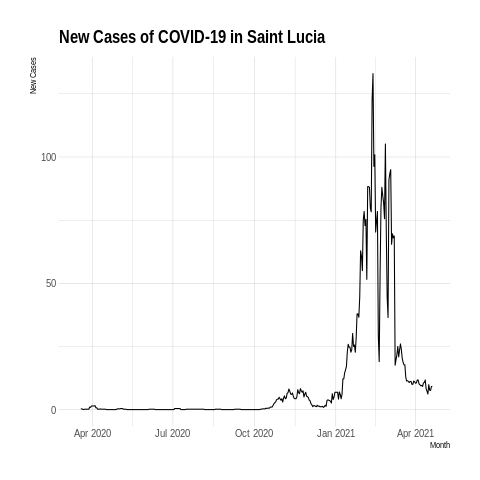 New Cases of COVID-19 in Saint Lucia
New Cases
100
50
0
Apr 2020 Jul 2020 Oct 2020 Jan 2021 Apr 2021
Month